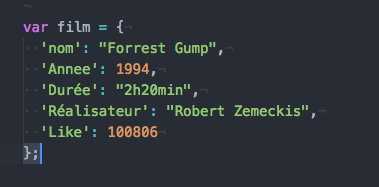 var film = {
'nom': "Forrest Gump",
'Annee': 1994,
'Durée': "2h20min",
'Réalisateur': "Robert Zemeckis",
'Like': 100806
};